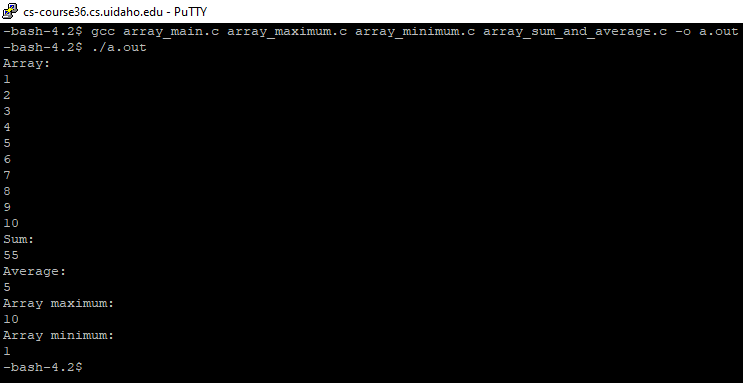 cs-course36.cs.uidaho.edu - PuTTY
-bash-4.2$ gcc array_main.c array_maximum.c array_minimum.c array_sum_and_average.c -o a.out
-bash-4.2$ ./a.out
Array:
1
2
3
4
5
6
7
8
9
10
Sum:
55
Average:
5
Array maximum:
10
Array minimum:
1
-bash-4.2$